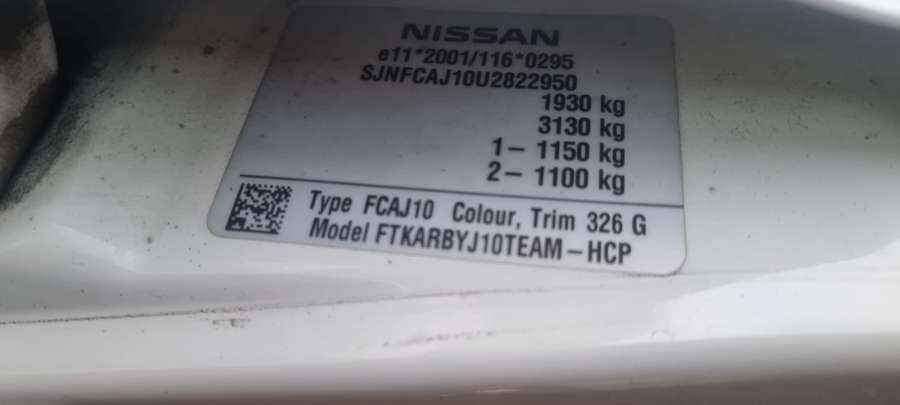 NISSAN
e11*2001/116*0295
SJNFCAJ10U2822950
1930 kg
3130 kg
1– 1150 kg
2– 1100 kg
Type FCAJ10 Colour, Trim 326 G
Model FTKARBYJ10TEAM–HCP